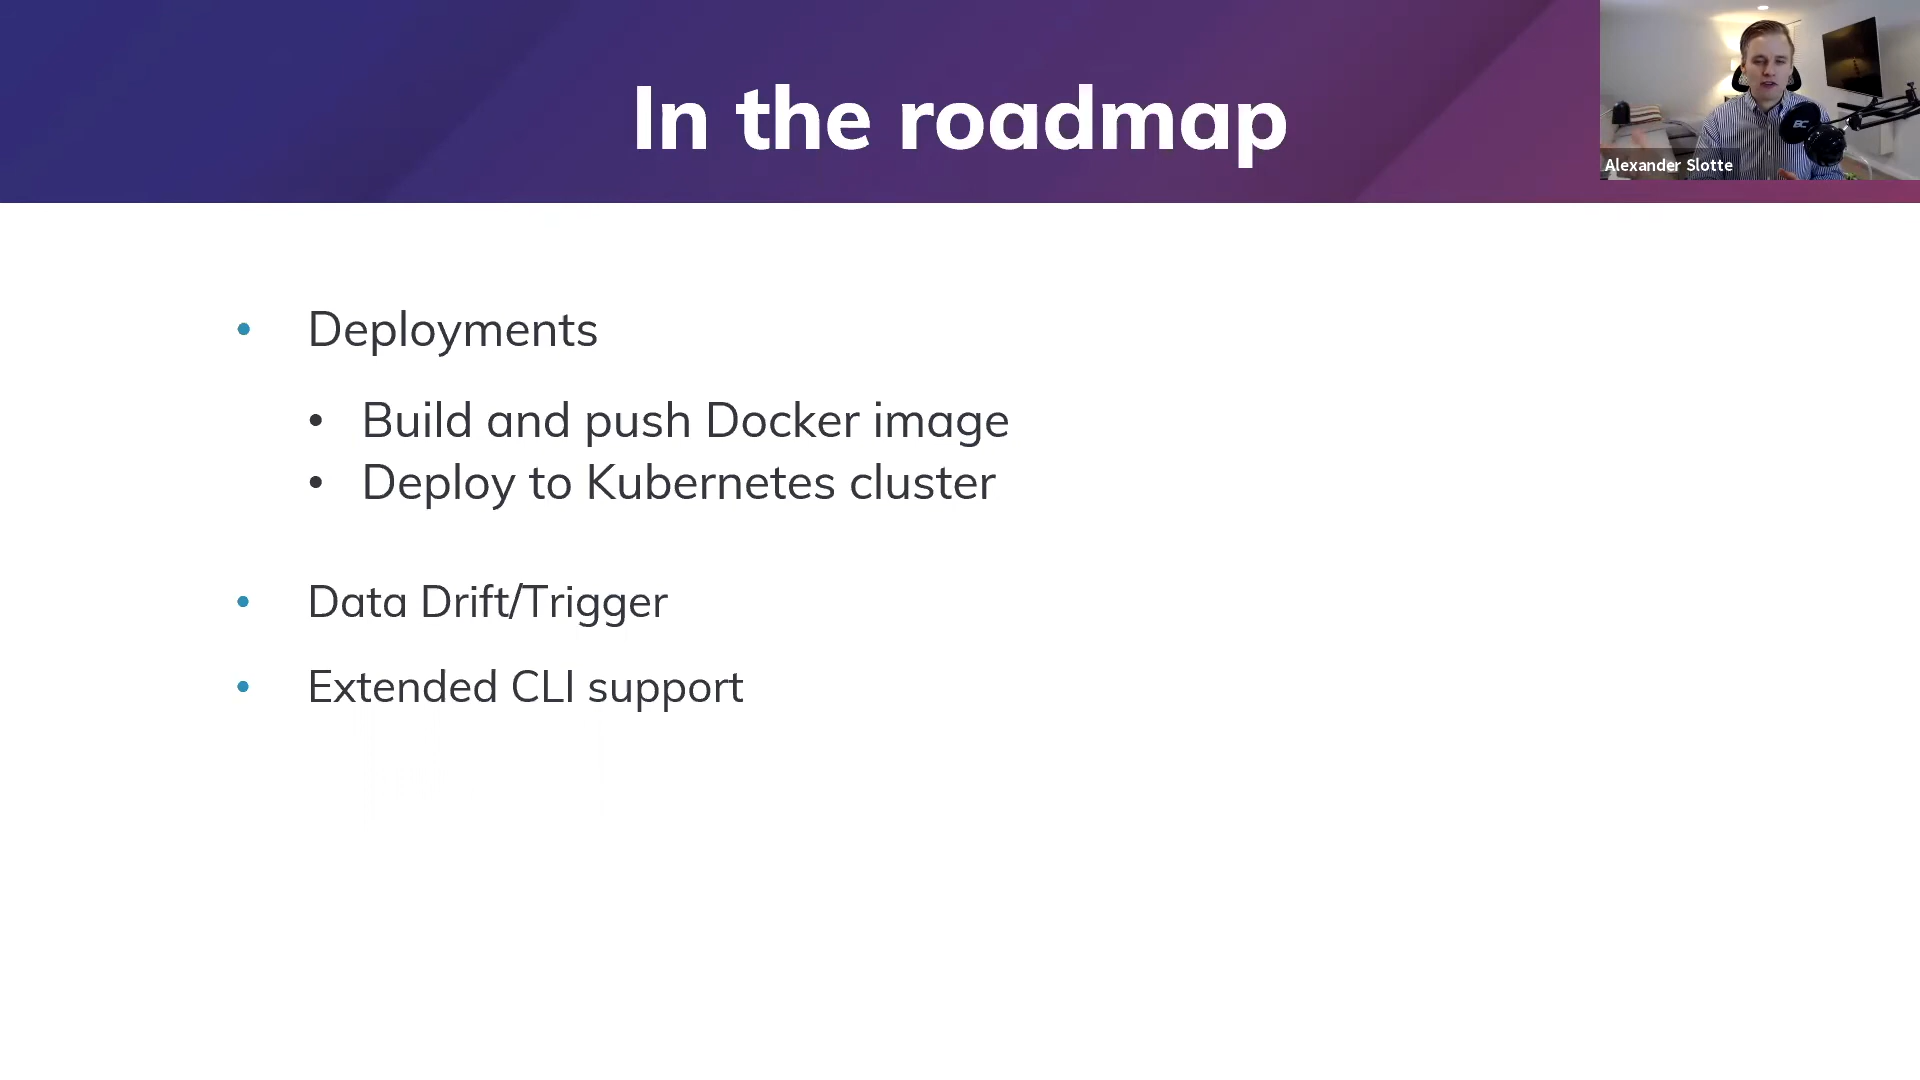 In the roadmap
Alexander Slotte
• Deployments
• Build and push Docker image
• Deploy to Kubernetes cluster
• Data Drift/Trigger
• Extended CLI support